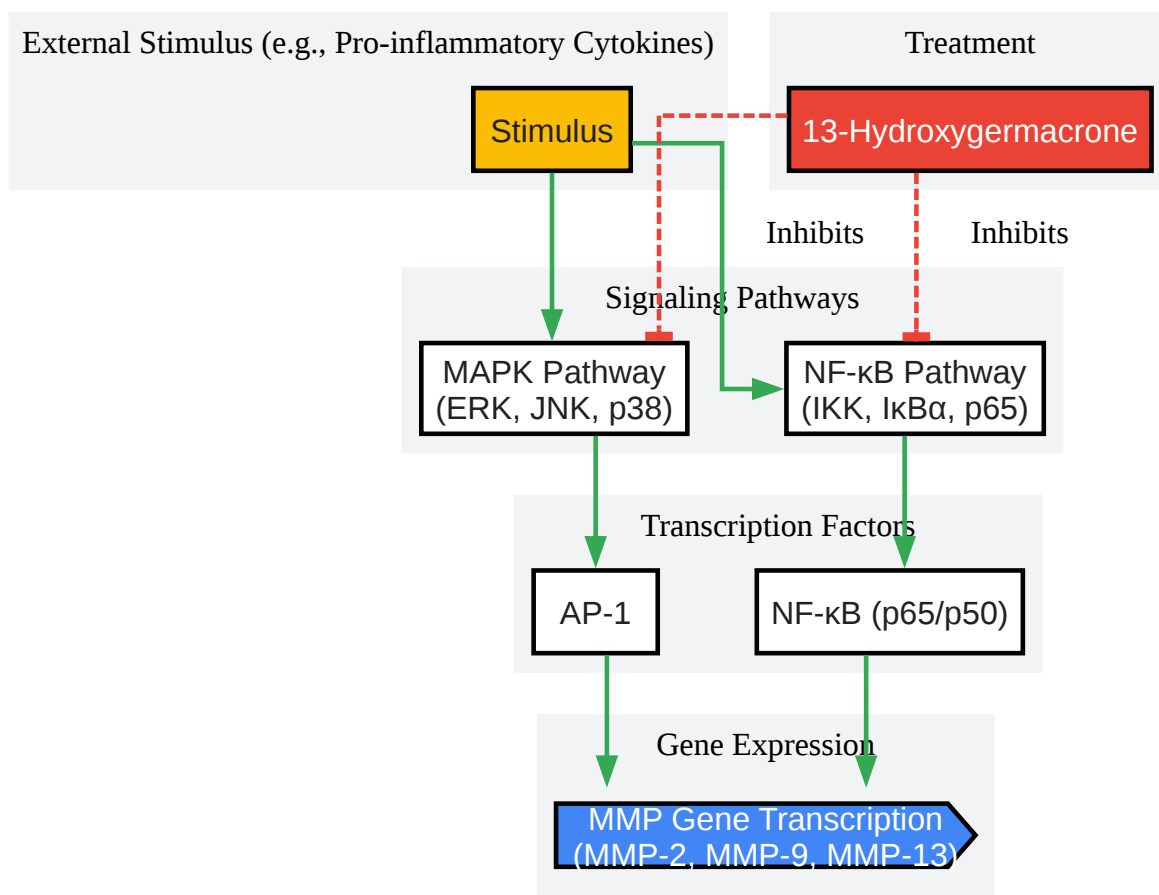 External Stimulus (e.g., Pro-inflammatory Cytokines)
Treatment
Stimulus
13-Hydroxygermacrone
Inhibits
Inhibits
Signaling Pathways
MAPK Pathway
(ERK, JNK, p38)
NF-κB Pathway
(IKK, IκBα, p65)
Transcription Factors
AP-1
NF-κB (p65/p50)
Gene Expression
MMP Gene Transcription
(MMP-2, MMP-9, MMP-13)